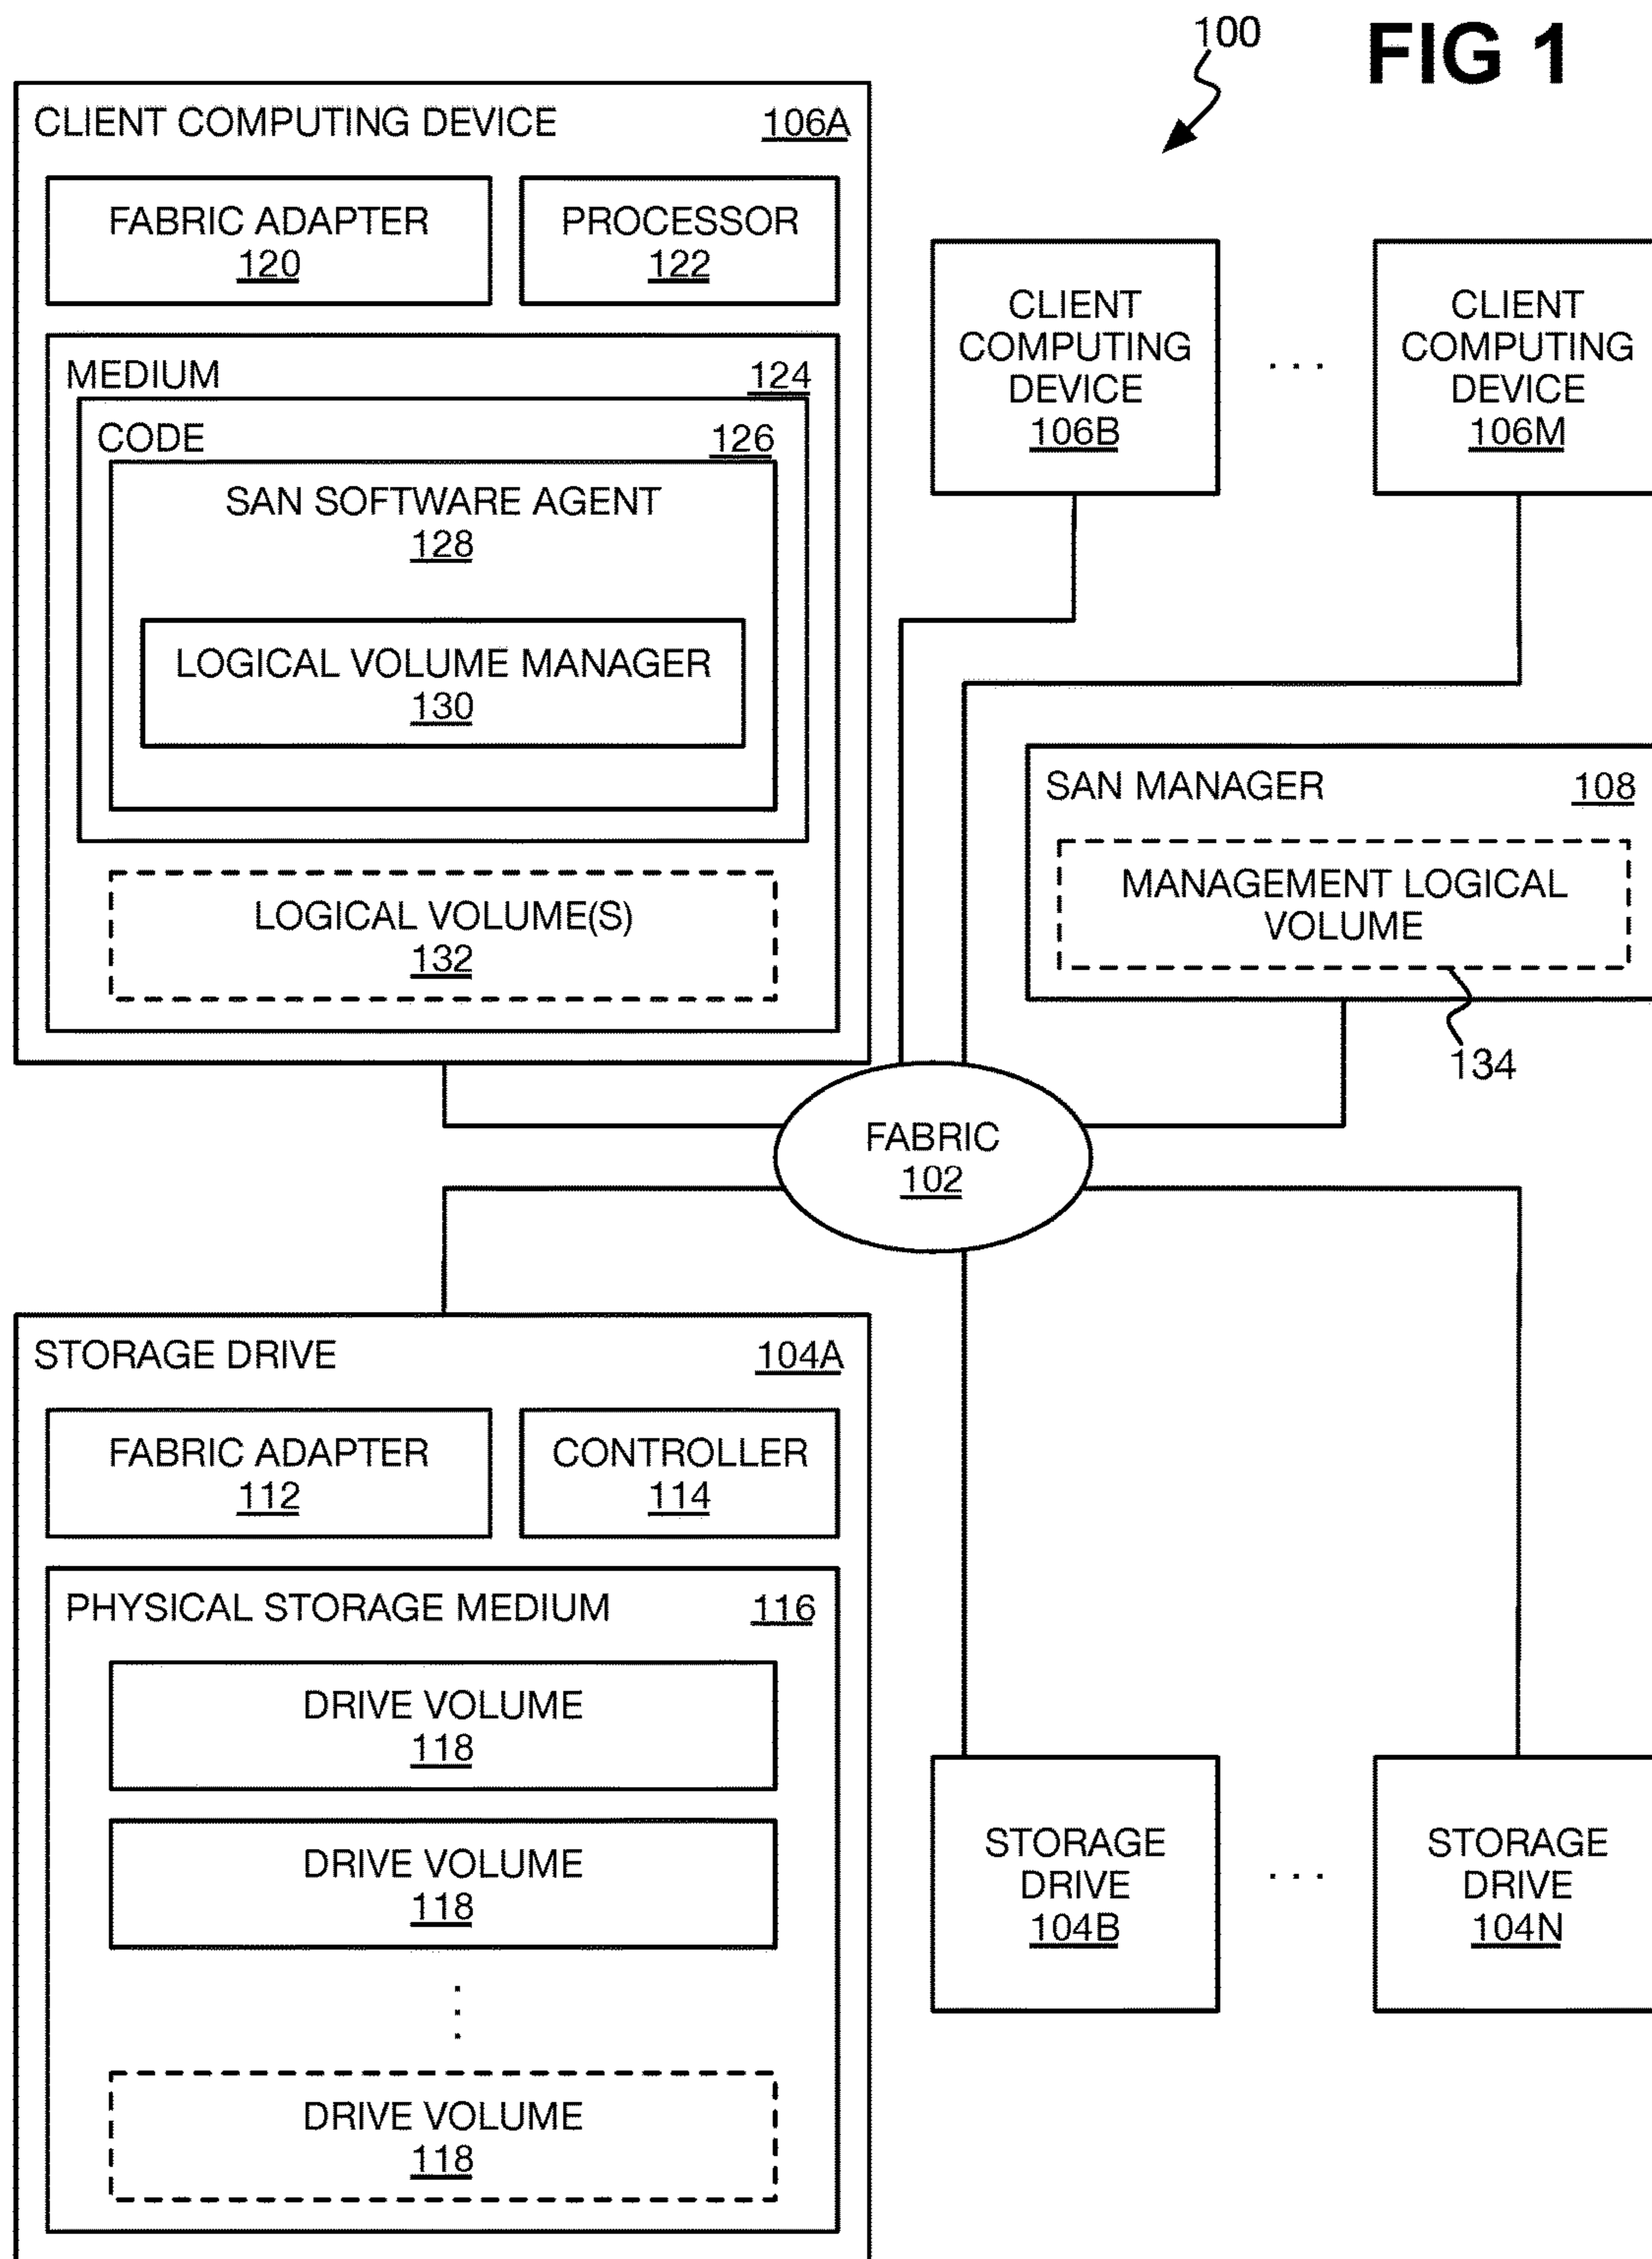 100
FIG 1
CLIENT COMPUTING DEVICE 106A
FABRIC ADAPTER
120
PROCESSOR
122
MEDIUM 124
CODE 126
SAN SOFTWARE AGENT
128
LOGICAL VOLUME MANAGER
130
LOGICAL VOLUME(S)
132
CLIENT
COMPUTING
DEVICE
106B
. . .
CLIENT
COMPUTING
DEVICE
106M
SAN MANAGER 108
MANAGEMENT LOGICAL
VOLUME
134
FABRIC
102
STORAGE DRIVE 104A
FABRIC ADAPTER
112
CONTROLLER
114
PHYSICAL STORAGE MEDIUM 116
DRIVE VOLUME
118
DRIVE VOLUME
118
DRIVE VOLUME
118
STORAGE
DRIVE
104B
. . .
STORAGE
DRIVE
104N